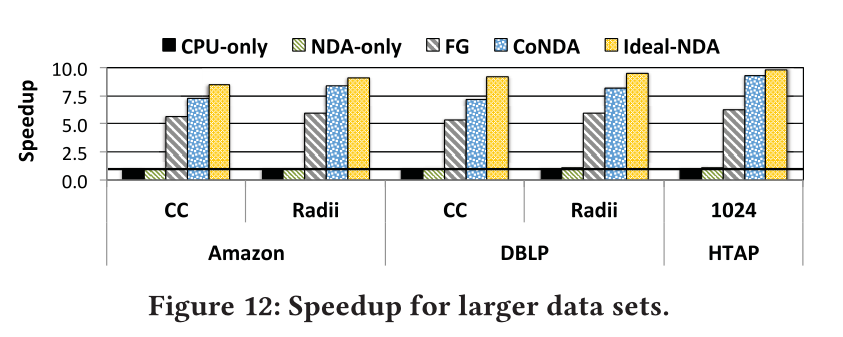 CPU-only NDA-only FG CoNDA Ideal-NDA
Speedup
10.0
7.5
5.0
2.5
0.0
CC Radii CC Radii 1024
Amazon DBLP HTAP
Figure 12: Speedup for larger data sets.